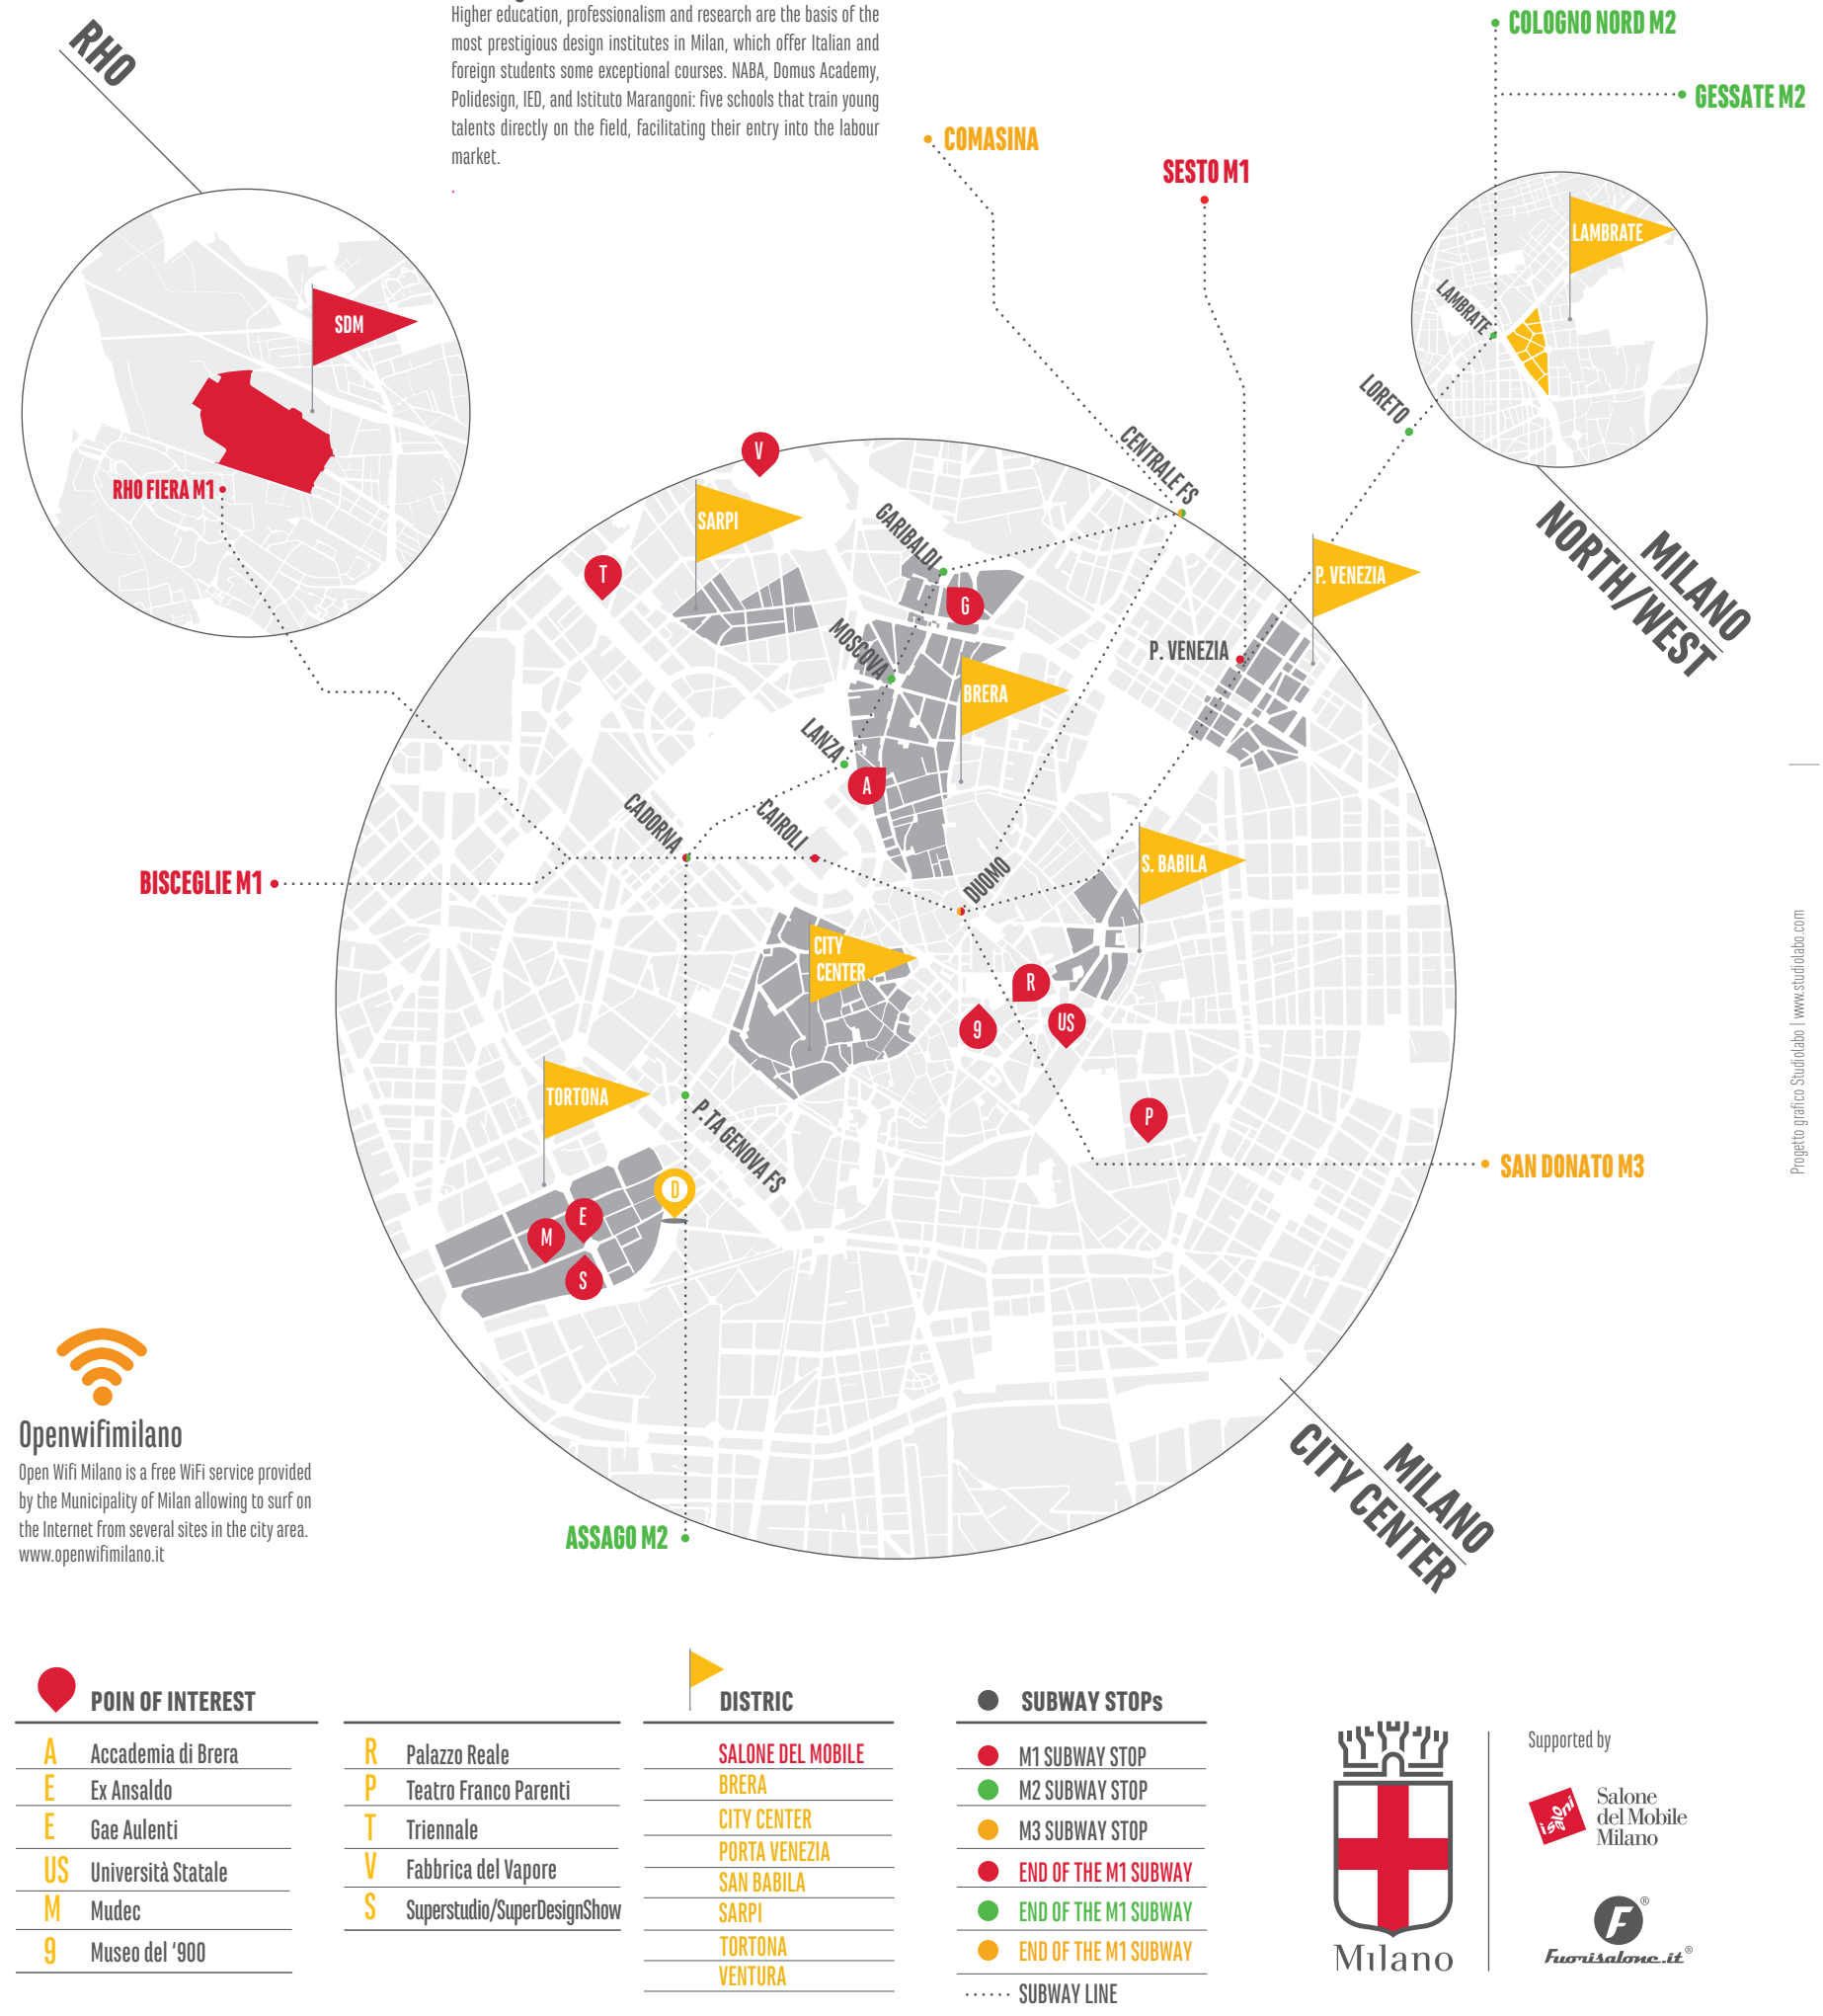 Higher education, professionalism and research are the basis of the
most prestigious design institutes in Milan, which offer Italian and
foreign students some exceptional courses. NABA, Domus Academy,
Polidesign, IED, and Istituto Marangoni: five schools that train young
talents directly on the field, facilitating their entry into the labour
market.
.
RHO
COLOGNO NORD M2
GESSATE M2
COMASINA
SESTO M1
LAMBRATE
LAMBRATE
SDM
LORETO
RHO FIERA M1
CENTRALE FS
V
SARPI
GARIBALDI
MILANO
NORTH/WEST
T
P. VENEZIA
G
MOSCOVA
P. VENEZIA
BRERA
LANZA
A
CADORNA
CAIROLI
S. BABILA
BISCEGLIE M1
DUOMO
CITY
CENTER
R
9
US
TORTONA
P.TA GENOVA FS
P
SAN DONATO M3
D
E
M
S
Progetto grafico Studiolabo | www.studiolabo.com
Openwifimilano
Open Wifi Milano is a free WiFi service provided
by the Municipality of Milan allowing to surf on
the Internet from several sites in the city area.
www.openwifimilano.it
ASSAGO M2
MILANO
CITY CENTER
POIN OF INTEREST
A Accademia di Brera
E Ex Ansaldo
E Gae Aulenti
US Università Statale
M Mudec
9 Museo del ‘900
R Palazzo Reale
P Teatro Franco Parenti
T Triennale
V Fabbrica del Vapore
S Superstudio/SuperDesignShow
DISTRIC
SALONE DEL MOBILE
BRERA
CITY CENTER
PORTA VENEZIA
SAN BABILA
SARPI
TORTONA
VENTURA
SUBWAY STOPs
M1 SUBWAY STOP
M2 SUBWAY STOP
M3 SUBWAY STOP
END OF THE M1 SUBWAY
END OF THE M1 SUBWAY
END OF THE M1 SUBWAY
SUBWAY LINE
Milano
Supported by
i saloni
Salone
del Mobile
Milano
F®
Fuorisalone.it®